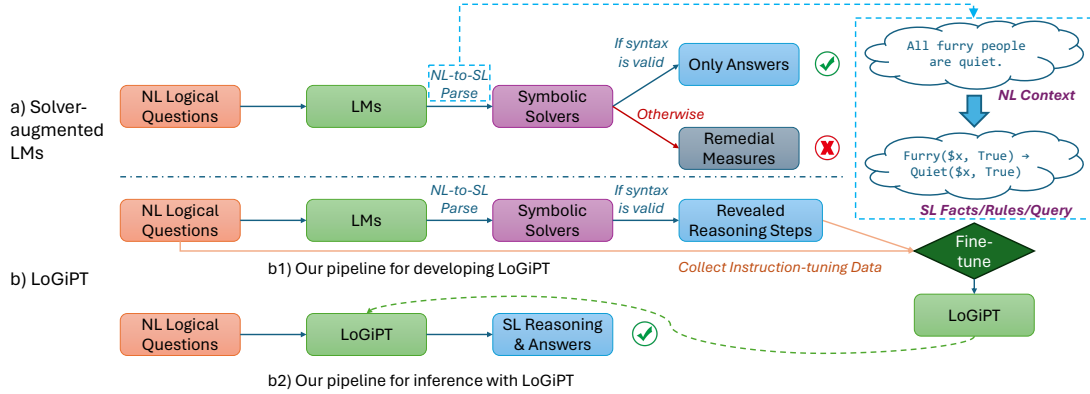 a) Solver-
augmented
LMs
NL Logical
Questions
LMs
NL-to-SL
Parse
Symbolic
Solvers
If syntax
is valid
Only Answers
Otherwise
Remedial
Measures
All furry people
are quiet.
NL Context
Furry($x, True) →
Quiet($x, True)
SL Facts/Rules/Query
b) LoGiPT
NL Logical
Questions
LMs
NL-to-SL
Parse
Symbolic
Solvers
If syntax
is valid
Revealed
Reasoning Steps
Fine-
tune
b1) Our pipeline for developing LoGiPT
Collect Instruction-tuning Data
LoGiPT
NL Logical
Questions
LoGiPT
SL Reasoning
& Answers
b2) Our pipeline for inference with LoGiPT